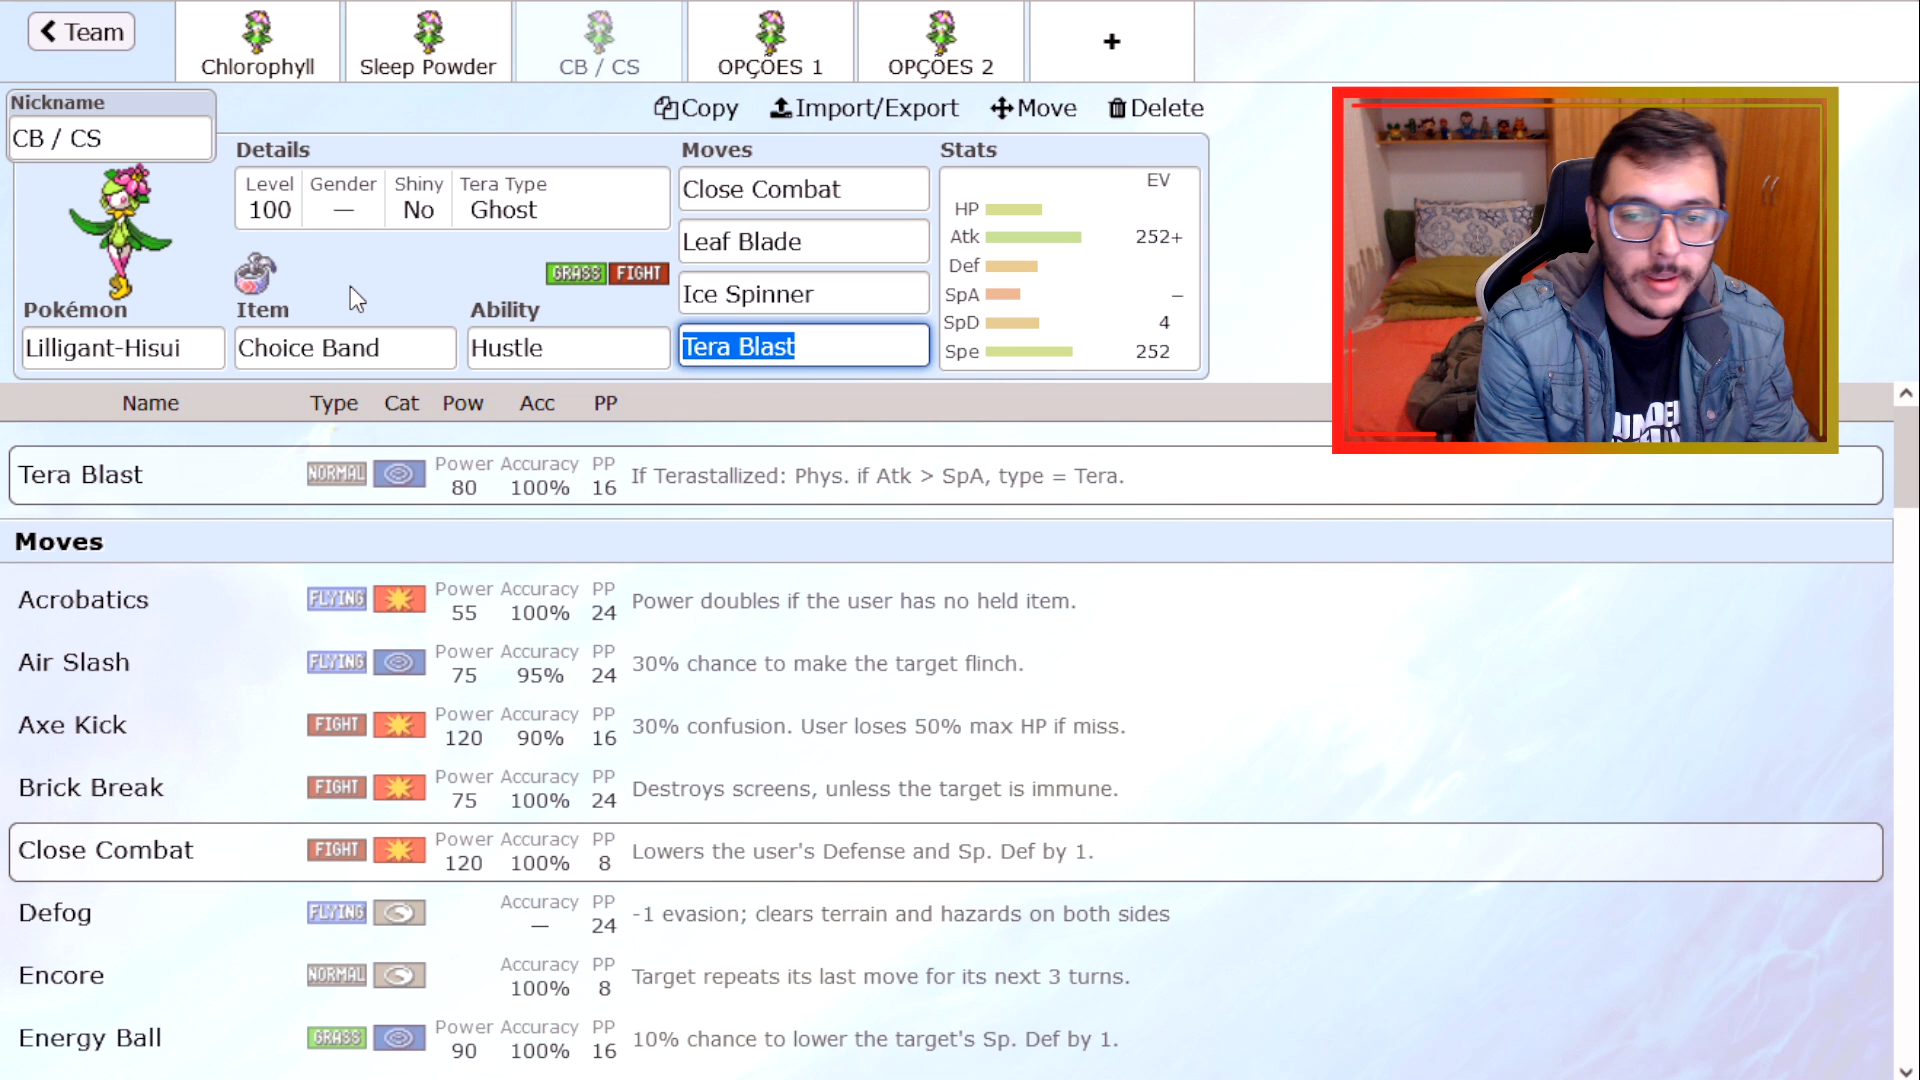 Team
Chlorophyll
Sleep Powder
CB / CS
OPÇÕES 1
OPÇÕES 2
+
Nickname
CB / CS
Copy
Import/Export
Move
Delete
Details
Moves
Stats
Level
Gender
Shiny
Tera Type
100
—
No
Ghost
Close Combat
Leaf Blade
Ice Spinner
Tera Blast
EV
HP
Atk 252+
Def
SpA –
SpD 4
Spe 252
GRASS FIGHT
Pokémon
Item
Ability
Lilligant-Hisui
Choice Band
Hustle
Name Type Cat Pow Acc PP
Tera Blast NORMAL Power 80 Accuracy 100% PP 16 If Terastallized: Phys. if Atk > SpA, type = Tera.
Moves
Acrobatics FLYING Power 55 Accuracy 100% PP 24 Power doubles if the user has no held item.
Air Slash FLYING Power 75 Accuracy 95% PP 24 30% chance to make the target flinch.
Axe Kick FIGHT Power 120 Accuracy 90% PP 16 30% confusion. User loses 50% max HP if miss.
Brick Break FIGHT Power 75 Accuracy 100% PP 24 Destroys screens, unless the target is immune.
Close Combat FIGHT Power 120 Accuracy 100% PP 8 Lowers the user's Defense and Sp. Def by 1.
Defog FLYING Accuracy — PP 24 -1 evasion; clears terrain and hazards on both sides
Encore NORMAL Accuracy 100% PP 8 Target repeats its last move for its next 3 turns.
Energy Ball GRASS Power 90 Accuracy 100% PP 16 10% chance to lower the target's Sp. Def by 1.